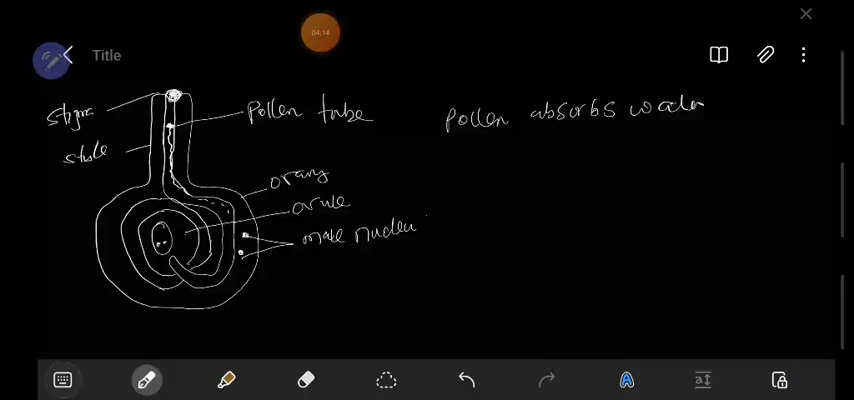 04:14
Title
stigma
pollen tube
pollen absorbs water
style
ovary
ovule
male nuclei